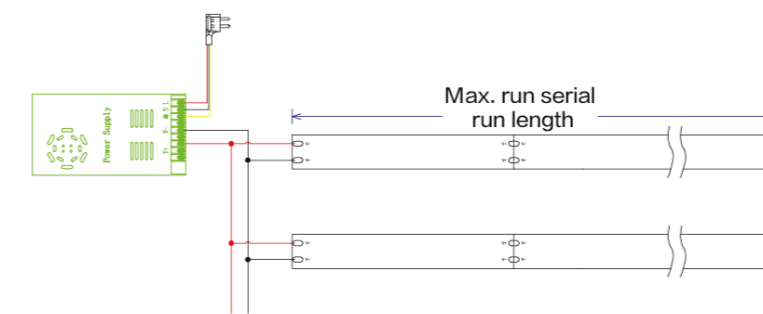 Max. run serial
run length
Power Supply
N L
V-
V+